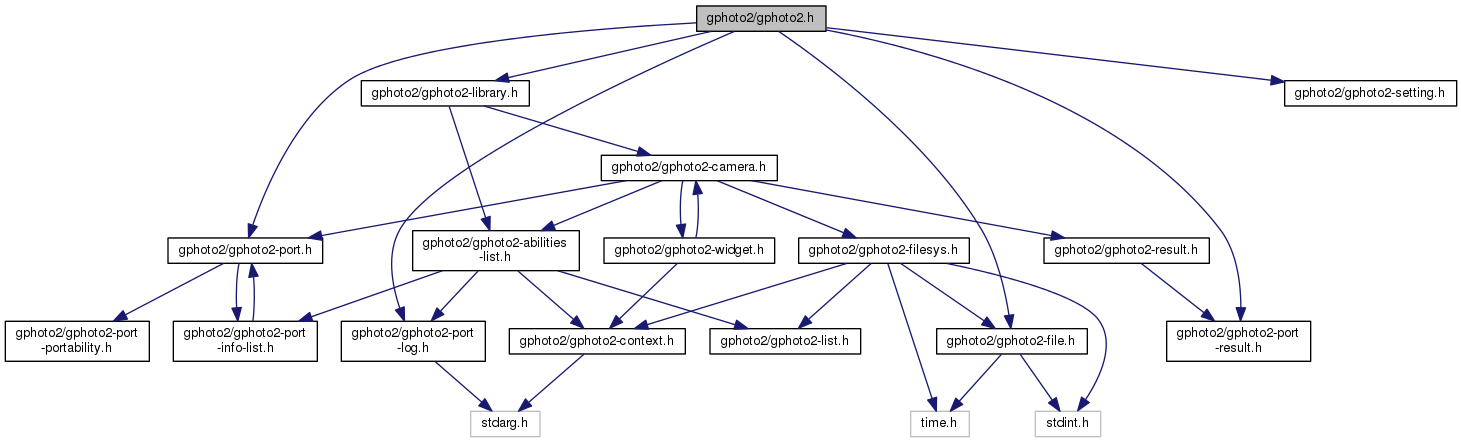 gphoto2/gphoto2.h
gphoto2/gphoto2-library.h
gphoto2/gphoto2-setting.h
gphoto2/gphoto2-camera.h
gphoto2/gphoto2-port.h
gphoto2/gphoto2-abilities
-list.h
gphoto2/gphoto2-widget.h
gphoto2/gphoto2-filesys.h
gphoto2/gphoto2-result.h
gphoto2/gphoto2-port
-portability.h
gphoto2/gphoto2-port
-info-list.h
gphoto2/gphoto2-port
-log.h
gphoto2/gphoto2-context.h
gphoto2/gphoto2-list.h
gphoto2/gphoto2-file.h
gphoto2/gphoto2-port
-result.h
stdarg.h
time.h
stdint.h